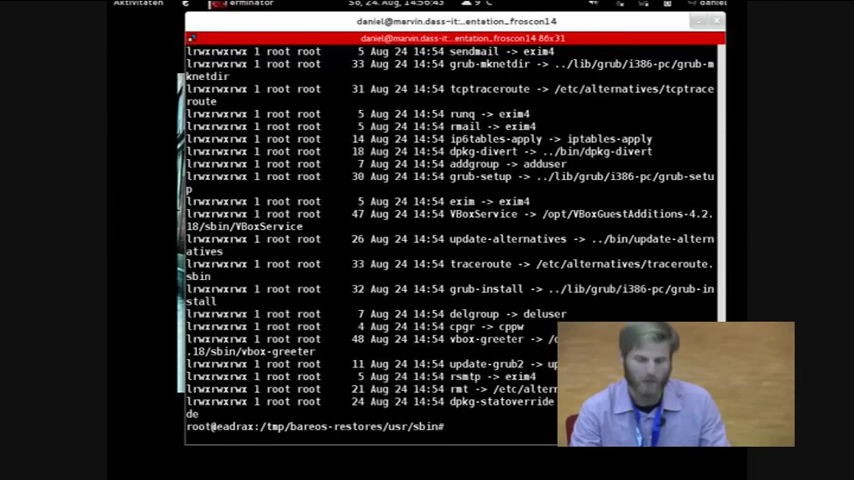 Aktivitäten
erminator
So, 24. Aug, 14:56:43
9 °C
daniel
daniel@marvin.dass-it:..entation_froscon14
daniel@marvin.dass-it:..entation_froscon14 86x31
lrwxrwxrwx 1 root root 5 Aug 24 14:54 sendmail -> exim4
lrwxrwxrwx 1 root root 33 Aug 24 14:54 grub-mknetdir -> ../lib/grub/i386-pc/grub-m
knetdir
lrwxrwxrwx 1 root root 31 Aug 24 14:54 tcptraceroute -> /etc/alternatives/tcptrace
route
lrwxrwxrwx 1 root root 5 Aug 24 14:54 runq -> exim4
lrwxrwxrwx 1 root root 5 Aug 24 14:54 rmail -> exim4
lrwxrwxrwx 1 root root 14 Aug 24 14:54 ip6tables-apply -> iptables-apply
lrwxrwxrwx 1 root root 18 Aug 24 14:54 dpkg-divert -> ../bin/dpkg-divert
lrwxrwxrwx 1 root root 7 Aug 24 14:54 addgroup -> adduser
lrwxrwxrwx 1 root root 30 Aug 24 14:54 grub-setup -> ../lib/grub/i386-pc/grub-setu
p
lrwxrwxrwx 1 root root 5 Aug 24 14:54 exim -> exim4
lrwxrwxrwx 1 root root 47 Aug 24 14:54 VBoxService -> /opt/VBoxGuestAdditions-4.2.
18/sbin/VBoxService
lrwxrwxrwx 1 root root 26 Aug 24 14:54 update-alternatives -> ../bin/update-altern
atives
lrwxrwxrwx 1 root root 33 Aug 24 14:54 traceroute -> /etc/alternatives/traceroute.
sbin
lrwxrwxrwx 1 root root 32 Aug 24 14:54 grub-install -> ../lib/grub/i386-pc/grub-in
stall
lrwxrwxrwx 1 root root 7 Aug 24 14:54 delgroup -> deluser
lrwxrwxrwx 1 root root 4 Aug 24 14:54 cpgr -> cppw
lrwxrwxrwx 1 root root 48 Aug 24 14:54 vbox-greeter -> /o
.18/sbin/vbox-greeter
lrwxrwxrwx 1 root root 11 Aug 24 14:54 update-grub2 -> up
lrwxrwxrwx 1 root root 5 Aug 24 14:54 rsmtp -> exim4
lrwxrwxrwx 1 root root 21 Aug 24 14:54 rmt -> /etc/altern
lrwxrwxrwx 1 root root 24 Aug 24 14:54 dpkg-statoverride
de
root@eadrax:/tmp/bareos-restores/usr/sbin#